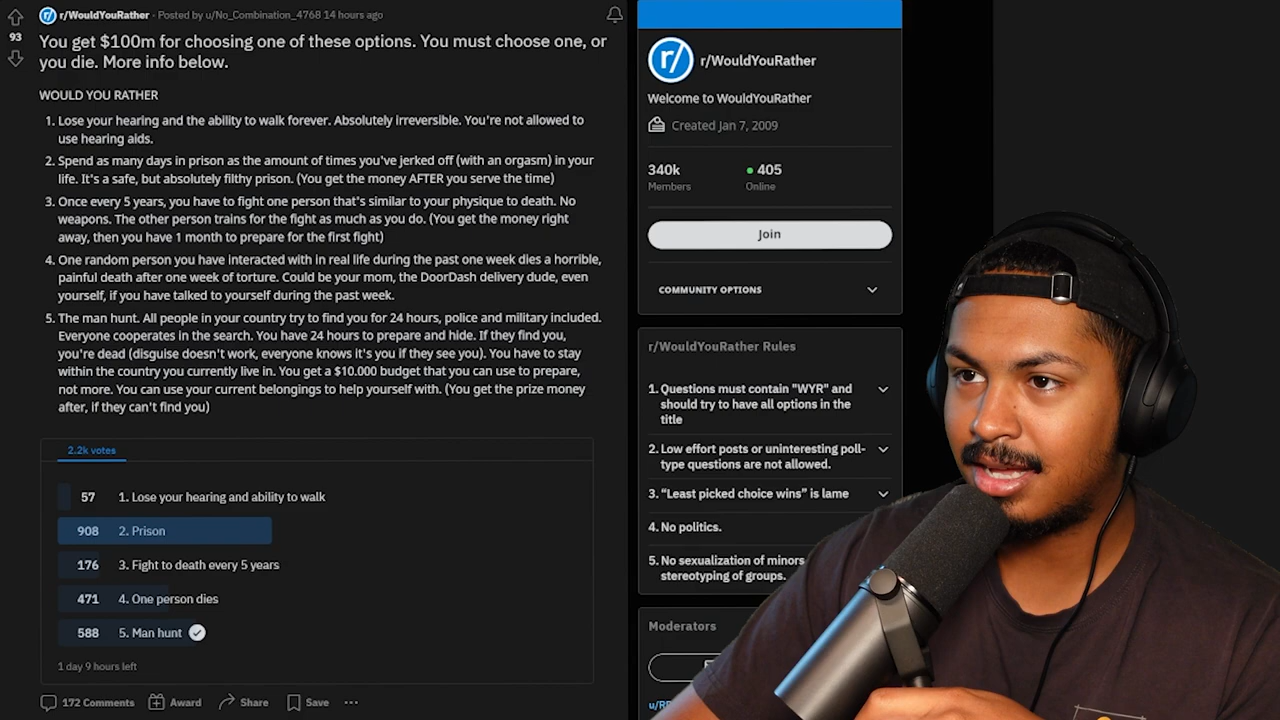 r/WouldYouRather · Posted by u/No_Combination_4768 14 hours ago
93
You get $100m for choosing one of these options. You must choose one, or
you die. More info below.
WOULD YOU RATHER
1. Lose your hearing and the ability to walk forever. Absolutely irreversible. You're not allowed to
use hearing aids.
2. Spend as many days in prison as the amount of times you've jerked off (with an orgasm) in your
life. It's a safe, but absolutely filthy prison. (You get the money AFTER you serve the time)
3. Once every 5 years, you have to fight one person that's similar to your physique to death. No
weapons. The other person trains for the fight as much as you do. (You get the money right
away, then you have 1 month to prepare for the first fight)
4. One random person you have interacted with in real life during the past one week dies a horrible,
painful death after one week of torture. Could be your mom, the DoorDash delivery dude, even
yourself, if you have talked to yourself during the past week.
5. The man hunt. All people in your country try to find you for 24 hours, police and military included.
Everyone cooperates in the search. You have 24 hours to prepare and hide. If they find you,
you're dead (disguise doesn't work, everyone knows it's you if they see you). You have to stay
within the country you currently live in. You get a $10.000 budget that you can use to prepare,
not more. You can use your current belongings to help yourself with. (You get the prize money
after, if they can't find you)
2.2k votes
57 1. Lose your hearing and ability to walk
908 2. Prison
176 3. Fight to death every 5 years
471 4. One person dies
588 5. Man hunt
1 day 9 hours left
172 Comments Award Share Save ...
r/
r/WouldYouRather
Welcome to WouldYouRather
Created Jan 7, 2009
340k 405
Members Online
Join
COMMUNITY OPTIONS
r/WouldYouRather Rules
1. Questions must contain "WYR" and
should try to have all options in the
title
2. Low effort posts or uninteresting poll-
type questions are not allowed.
3. “Least picked choice wins” is lame
4. No politics.
5. No sexualization of minors
stereotyping of groups.
Moderators